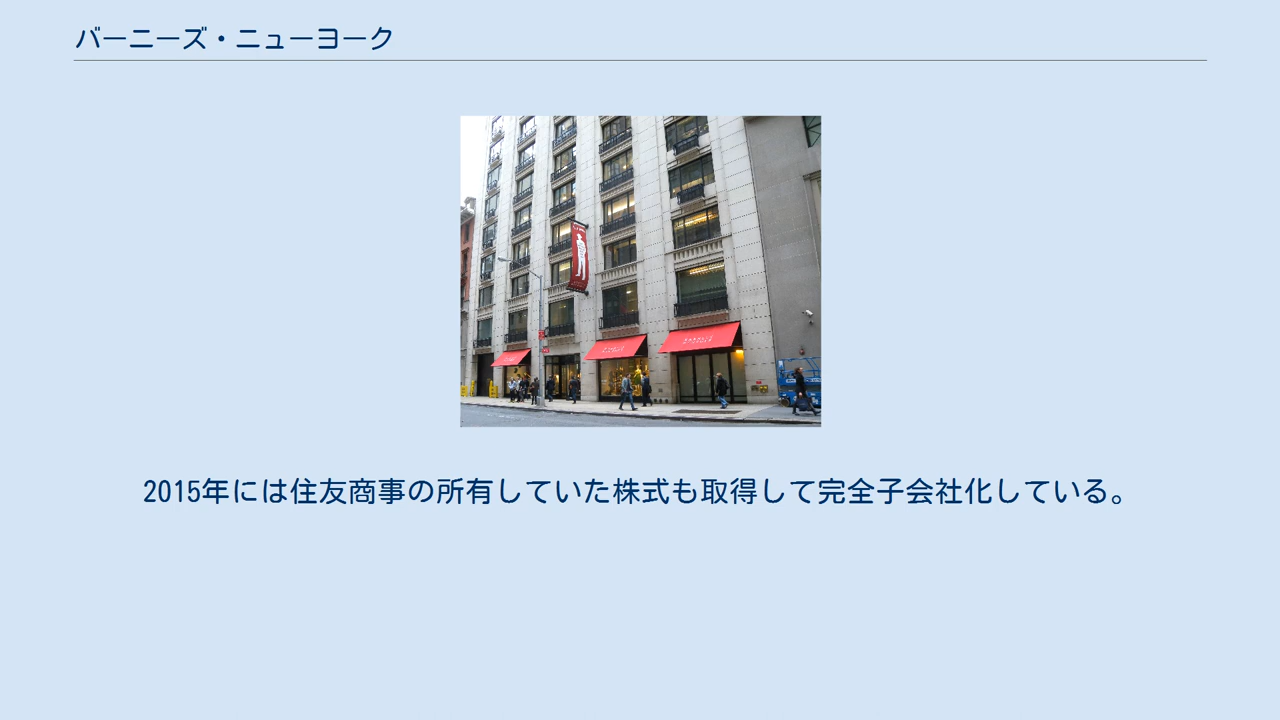 バーニーズ・ニューヨーク
2015年には住友商事の所有していた株式も取得して完全子会社化している。